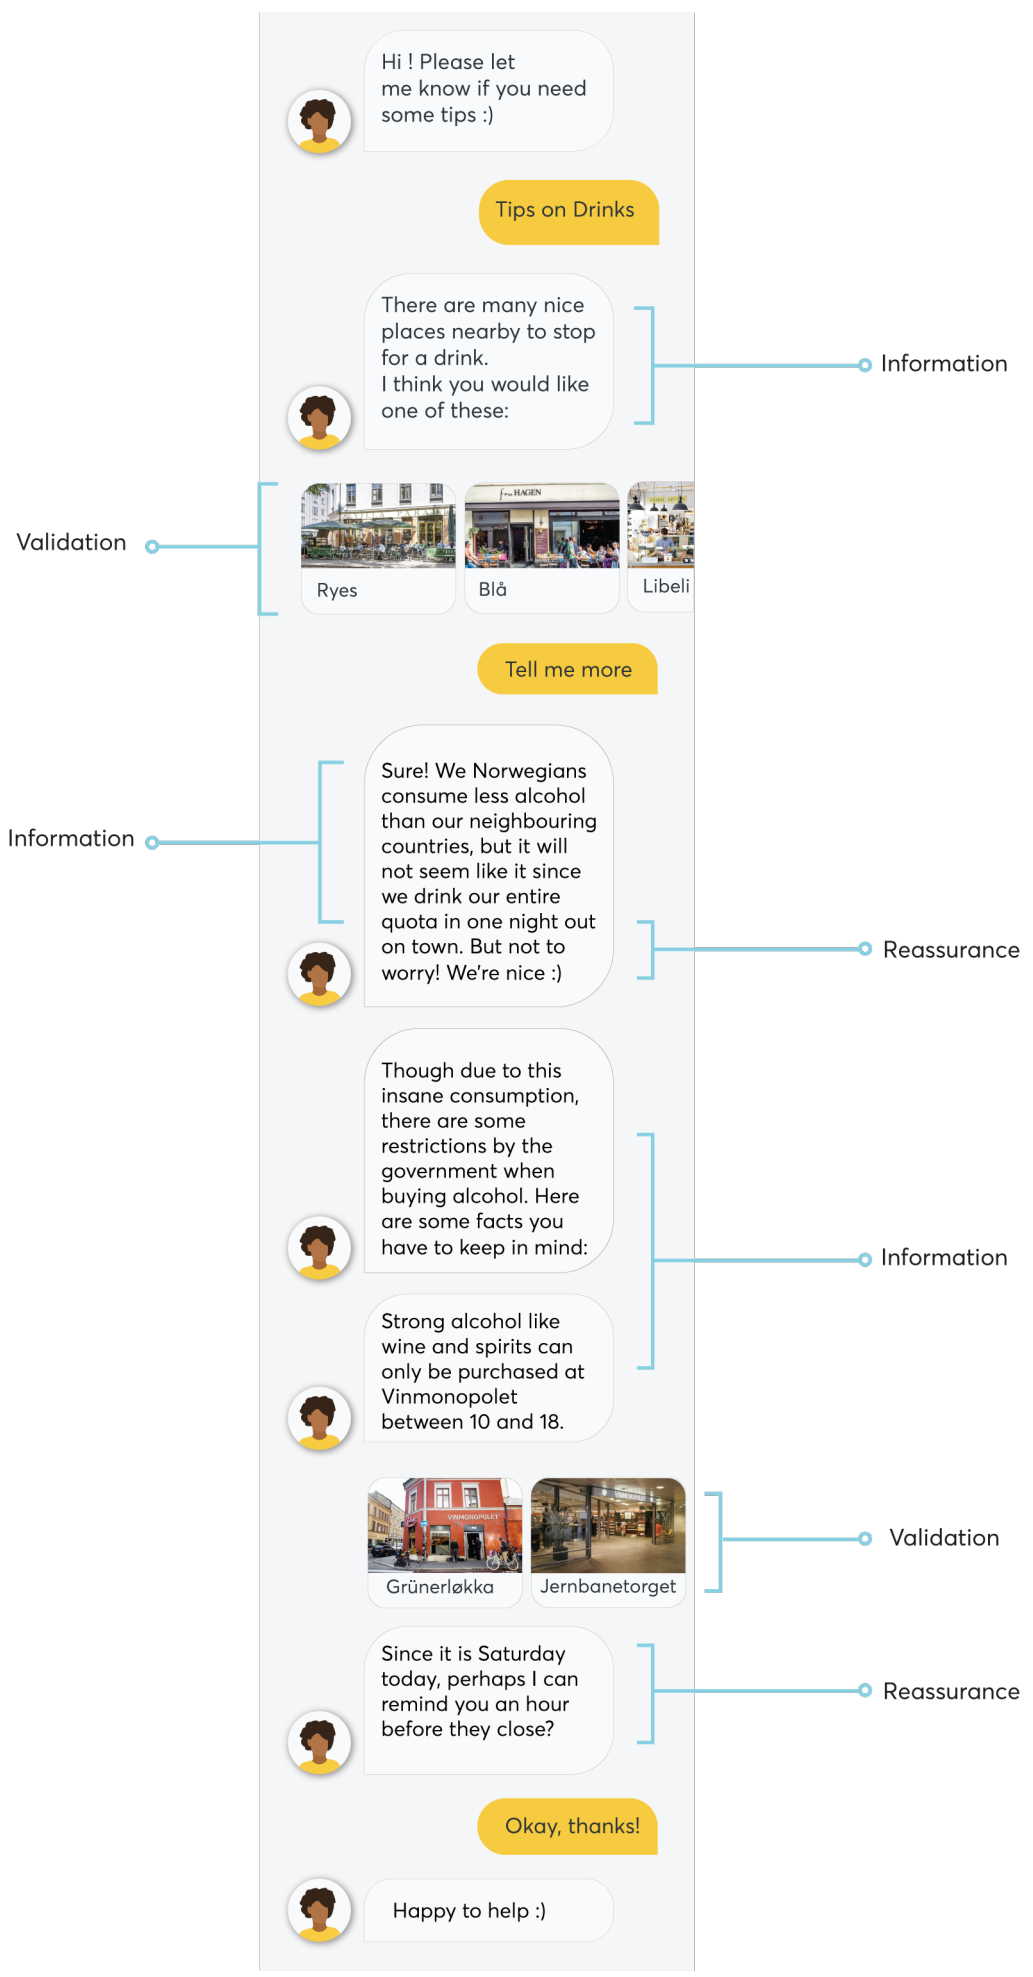 Hi ! Please let
me know if you need
some tips :)
Tips on Drinks
There are many nice
places nearby to stop
for a drink.
I think you would like
one of these:
Information
Validation
fru HAGEN
Ryes
Blå
Libeli
Tell me more
Sure! We Norwegians
consume less alcohol
than our neighbouring
countries, but it will
not seem like it since
we drink our entire
quota in one night out
on town. But not to
worry! We're nice :)
Information
Reassurance
Though due to this
insane consumption,
there are some
restrictions by the
government when
buying alcohol. Here
are some facts you
have to keep in mind:
Information
Strong alcohol like
wine and spirits can
only be purchased at
Vinmonopolet
between 10 and 18.
VINMONOPOLET
Grünerløkka
Jernbanetorget
Validation
Since it is Saturday
today, perhaps I can
remind you an hour
before they close?
Reassurance
Okay, thanks!
Happy to help :)